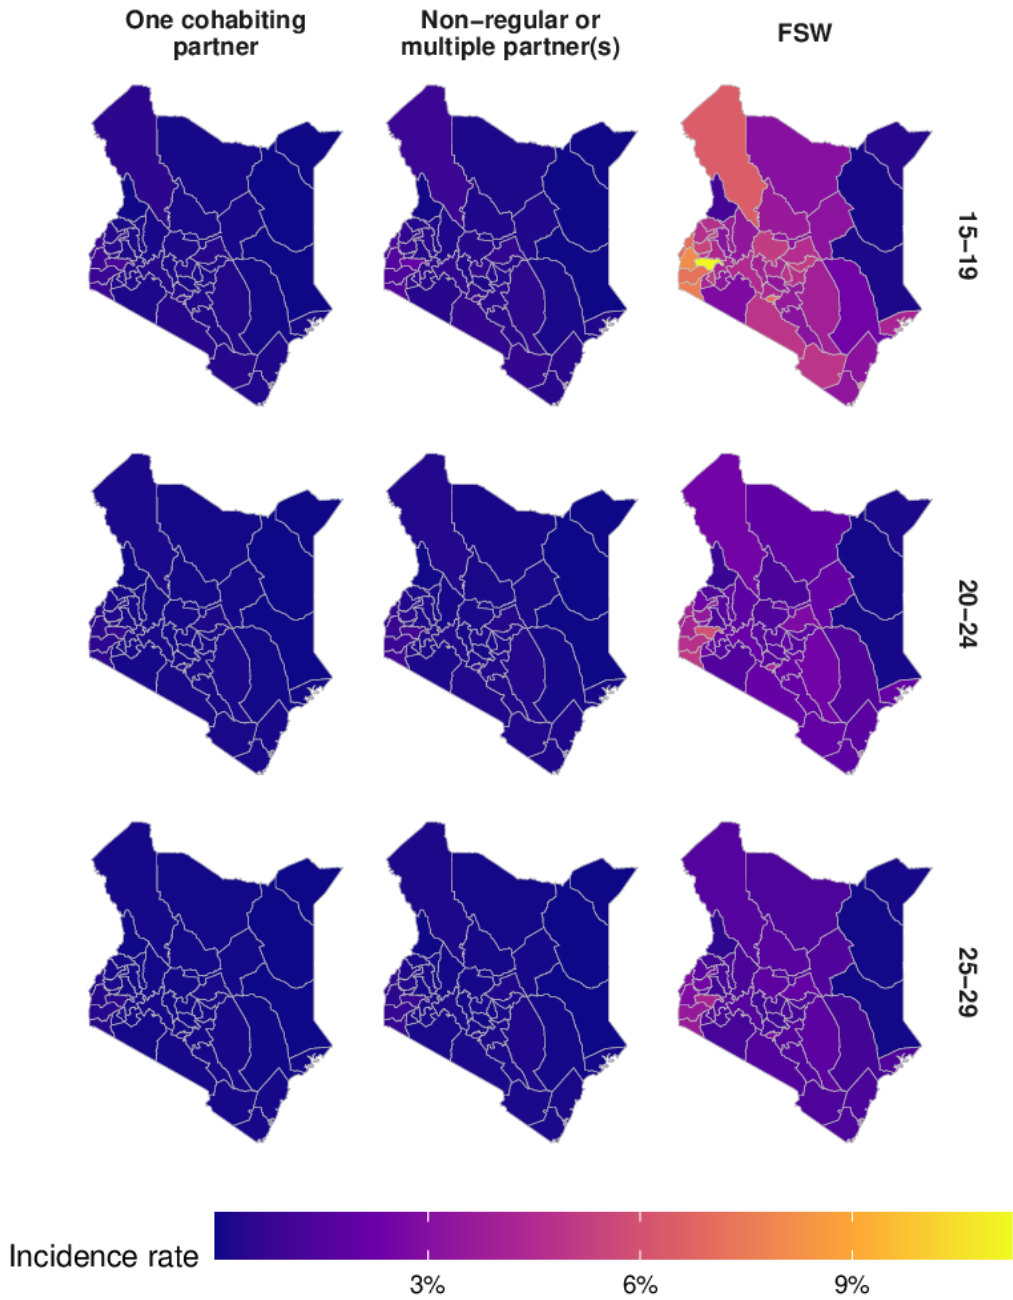 One cohabiting
partner
Non−regular or
multiple partner(s)
FSW
15−19
20−24
25−29
Incidence rate
3%
6%
9%